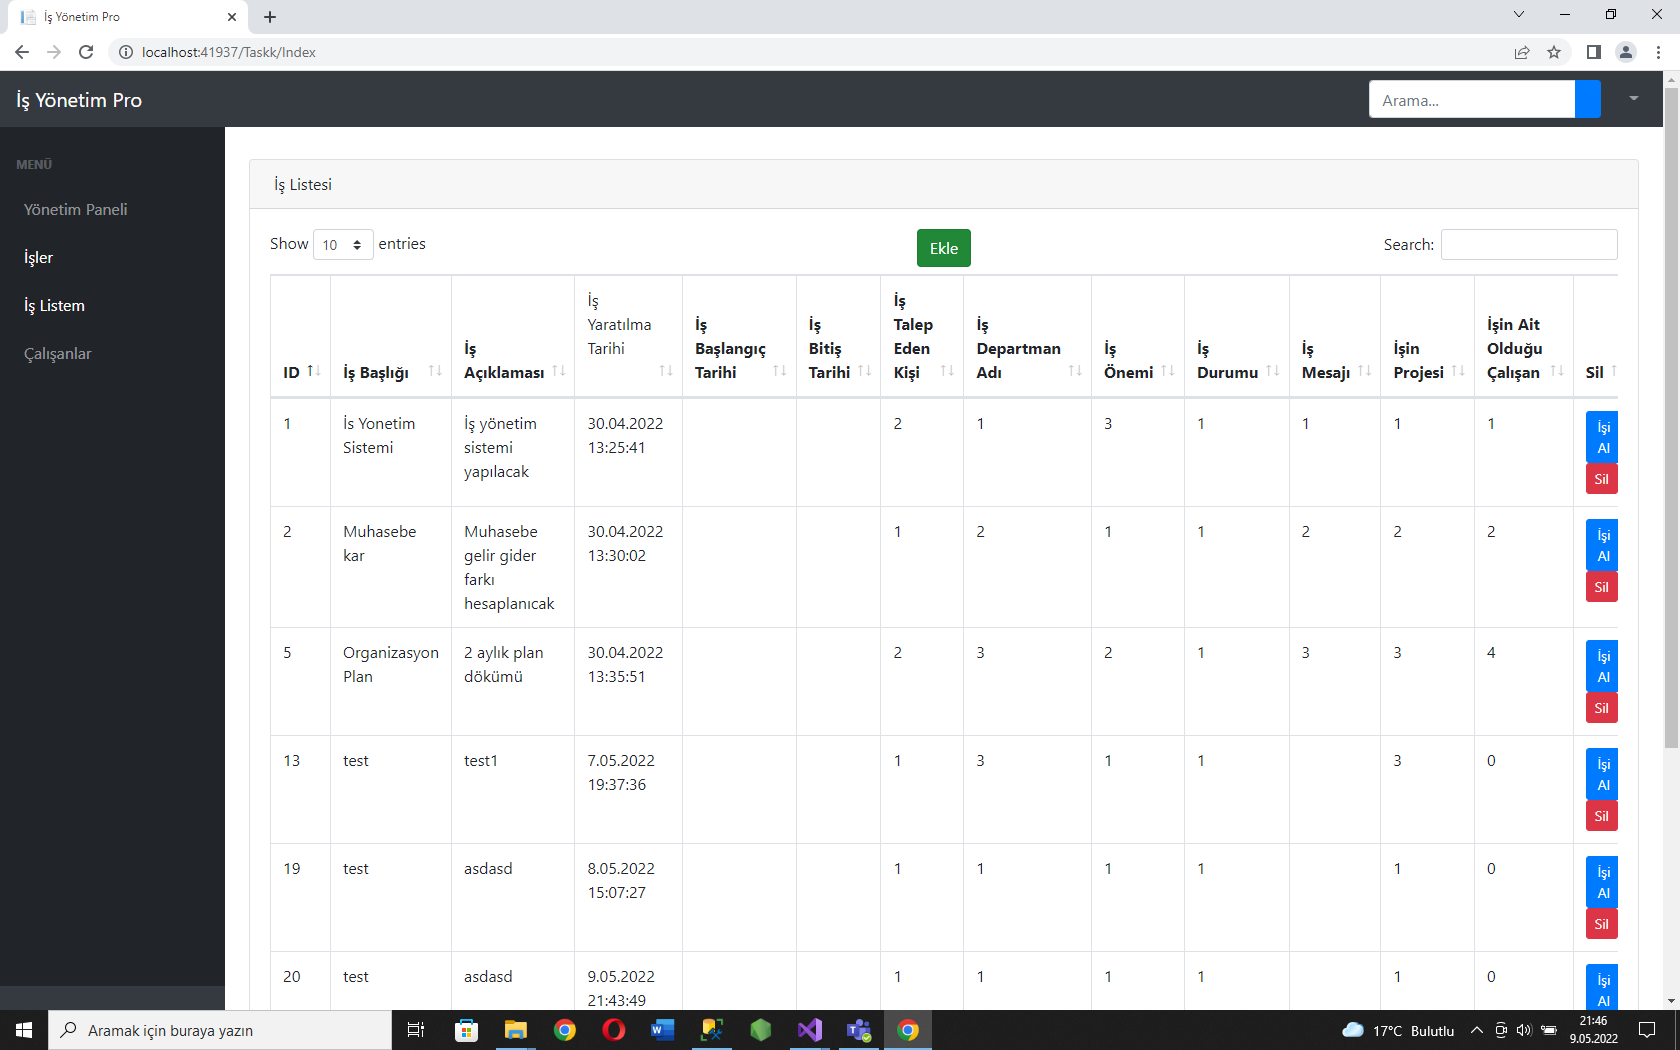 İş Yönetim Pro
localhost:41937/Taskk/Index
İş Yönetim Pro
Arama...
MENÜ
Yönetim Paneli
İşler
İş Listem
Çalışanlar
İş Listesi
Show 10 entries
Ekle
Search:
ID
İş Başlığı
İş
Açıklaması
İş
Yaratılma
Tarihi
İş
Başlangıç
Tarihi
İş
Bitiş
Tarihi
İş
Talep
Eden
Kişi
İş
Departman
Adı
İş
Önemi
İş
Durumu
İş
Mesajı
İşin
Projesi
İşin Ait
Olduğu
Çalışan
Sil
1
İs Yonetim
Sistemi
İş yönetim
sistemi
yapılacak
30.04.2022
13:25:41
2
1
3
1
1
1
1
İşi
Al
Sil
2
Muhasebe
kar
Muhasebe
gelir gider
farkı
hesaplanıcak
30.04.2022
13:30:02
1
2
1
1
2
2
2
İşi
Al
Sil
5
Organizasyon
Plan
2 aylık plan
dökümü
30.04.2022
13:35:51
2
3
2
1
3
3
4
İşi
Al
Sil
13
test
test1
7.05.2022
19:37:36
1
3
1
1
3
0
İşi
Al
Sil
19
test
asdasd
8.05.2022
15:07:27
1
1
1
1
1
0
İşi
Al
Sil
20
test
asdasd
9.05.2022
21:43:49
1
1
1
1
1
0
İşi
Al
Aramak için buraya yazın
17°C Bulutlu
21:46
9.05.2022